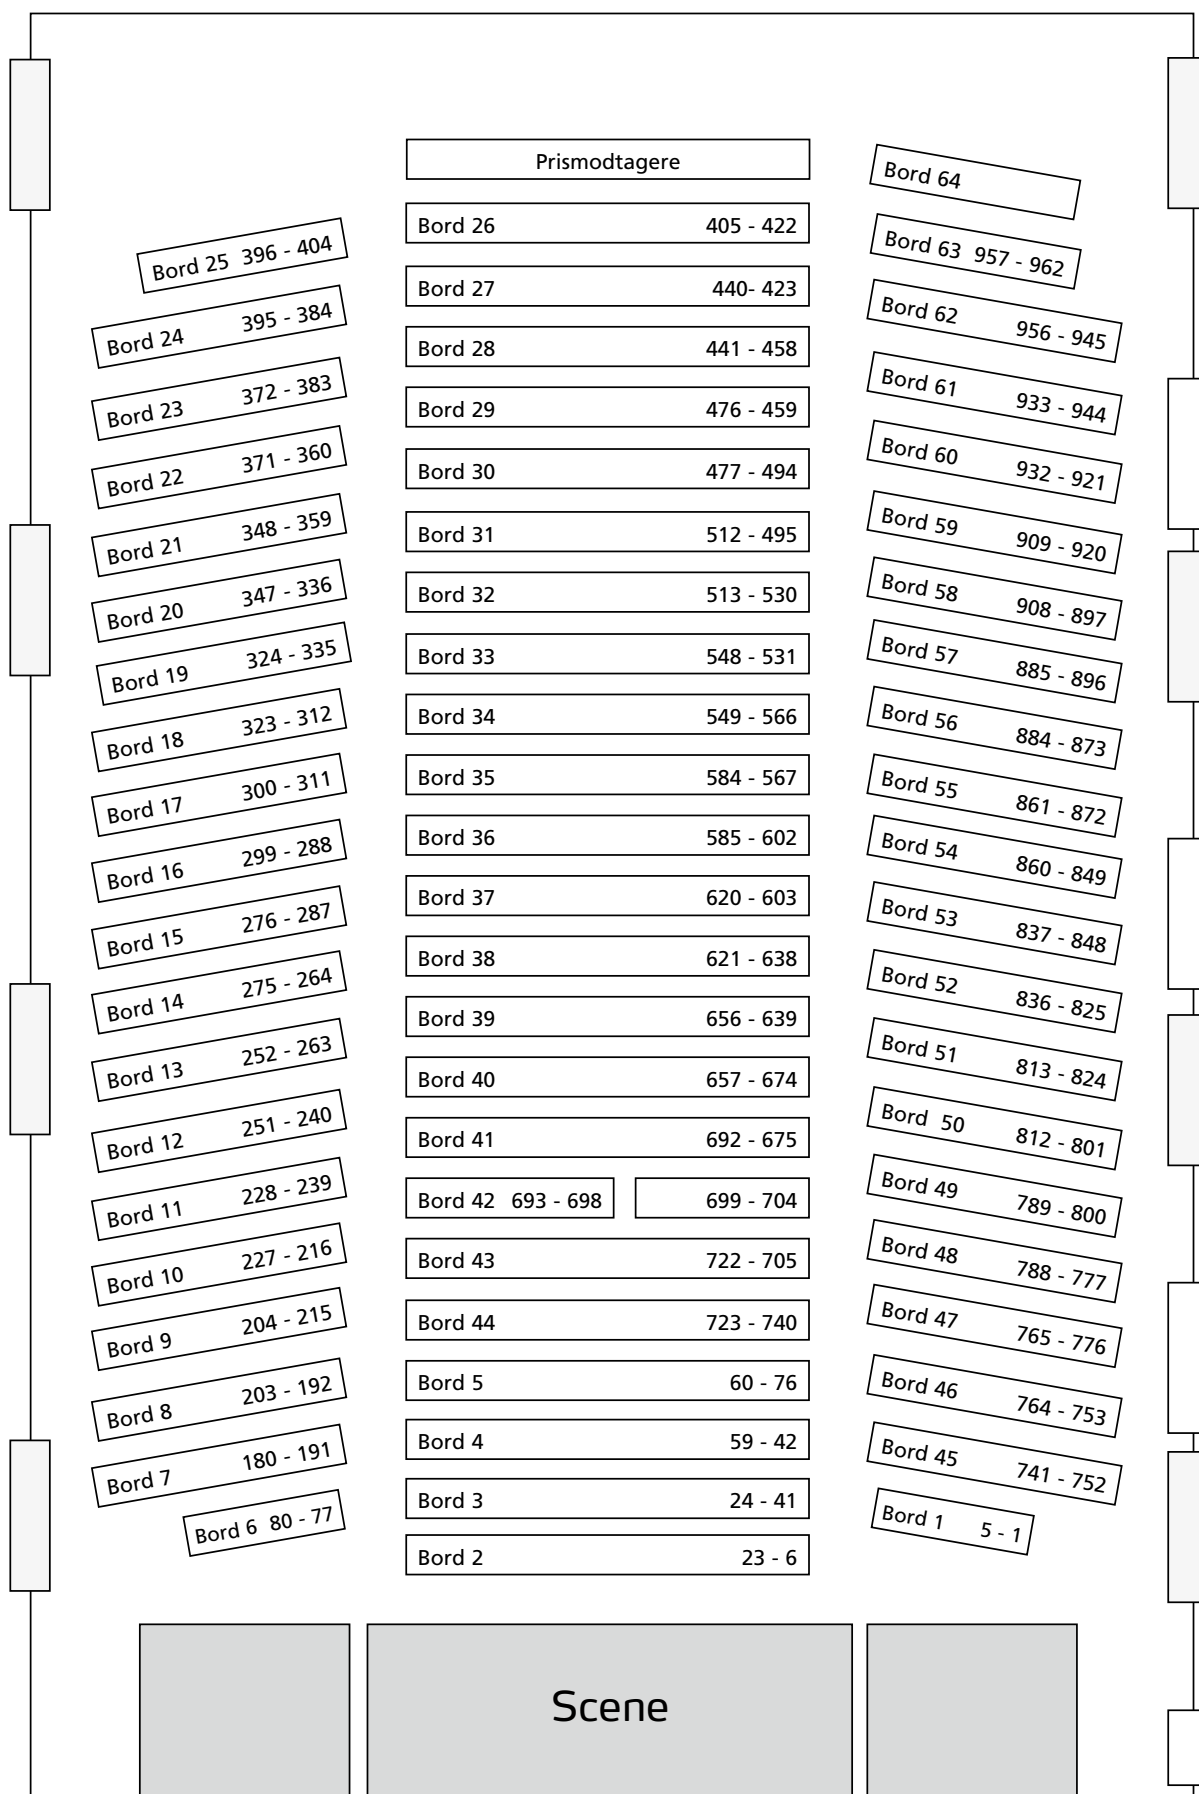 Prismodtagere
Bord 26 405 - 422
Bord 27 440- 423
Bord 28 441 - 458
Bord 29 476 - 459
Bord 30 477 - 494
Bord 31 512 - 495
Bord 32 513 - 530
Bord 33 548 - 531
Bord 34 549 - 566
Bord 35 584 - 567
Bord 36 585 - 602
Bord 37 620 - 603
Bord 38 621 - 638
Bord 39 656 - 639
Bord 40 657 - 674
Bord 41 692 - 675
Bord 42 693 - 698 699 - 704
Bord 43 722 - 705
Bord 44 723 - 740
Bord 5 60 - 76
Bord 4 59 - 42
Bord 3 24 - 41
Bord 2 23 - 6
Bord 25 396 - 404
Bord 24 395 - 384
Bord 23 372 - 383
Bord 22 371 - 360
Bord 21 348 - 359
Bord 20 347 - 336
Bord 19 324 - 335
Bord 18 323 - 312
Bord 17 300 - 311
Bord 16 299 - 288
Bord 15 276 - 287
Bord 14 275 - 264
Bord 13 252 - 263
Bord 12 251 - 240
Bord 11 228 - 239
Bord 10 227 - 216
Bord 9 204 - 215
Bord 8 203 - 192
Bord 7 180 - 191
Bord 6 80 - 77
Bord 64
Bord 63 957 - 962
Bord 62 956 - 945
Bord 61 933 - 944
Bord 60 932 - 921
Bord 59 909 - 920
Bord 58 908 - 897
Bord 57 885 - 896
Bord 56 884 - 873
Bord 55 861 - 872
Bord 54 860 - 849
Bord 53 837 - 848
Bord 52 836 - 825
Bord 51 813 - 824
Bord 50 812 - 801
Bord 49 789 - 800
Bord 48 788 - 777
Bord 47 765 - 776
Bord 46 764 - 753
Bord 45 741 - 752
Bord 1 5 - 1
Scene